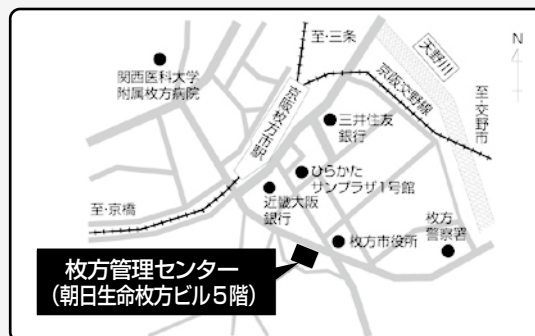 至・三条
天野川
N
関西医科大学
附属枚方病院
京阪枚方市駅
京阪交野線
至・交野市
三井住友
銀行
ひらかた
サンプラザ1号館
至・京橋
近畿大阪
銀行
枚方市役所
枚方
警察署
枚方管理センター
(朝日生命枚方ビル5階)